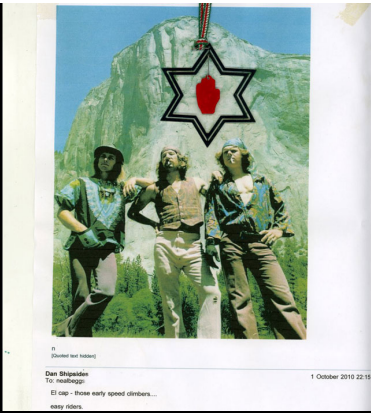 n
[Quoted text hidden]
Dan Shipsides
To: nealbeggs
1 October 2010 22:15
El cap - those early speed climbers....
easy riders.